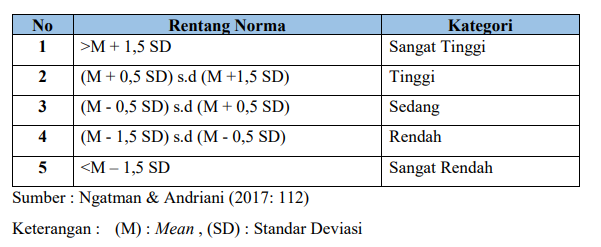 No Rentang Norma Kategori
1 >M + 1,5 SD Sangat Tinggi
2 (M + 0,5 SD) s.d (M +1,5 SD) Tinggi
3 (M - 0,5 SD) s.d (M + 0,5 SD) Sedang
4 (M - 1,5 SD) s.d (M - 0,5 SD) Rendah
5 <M – 1,5 SD Sangat Rendah
Sumber : Ngatman & Andriani (2017: 112)
Keterangan : (M) : Mean , (SD) : Standar Deviasi